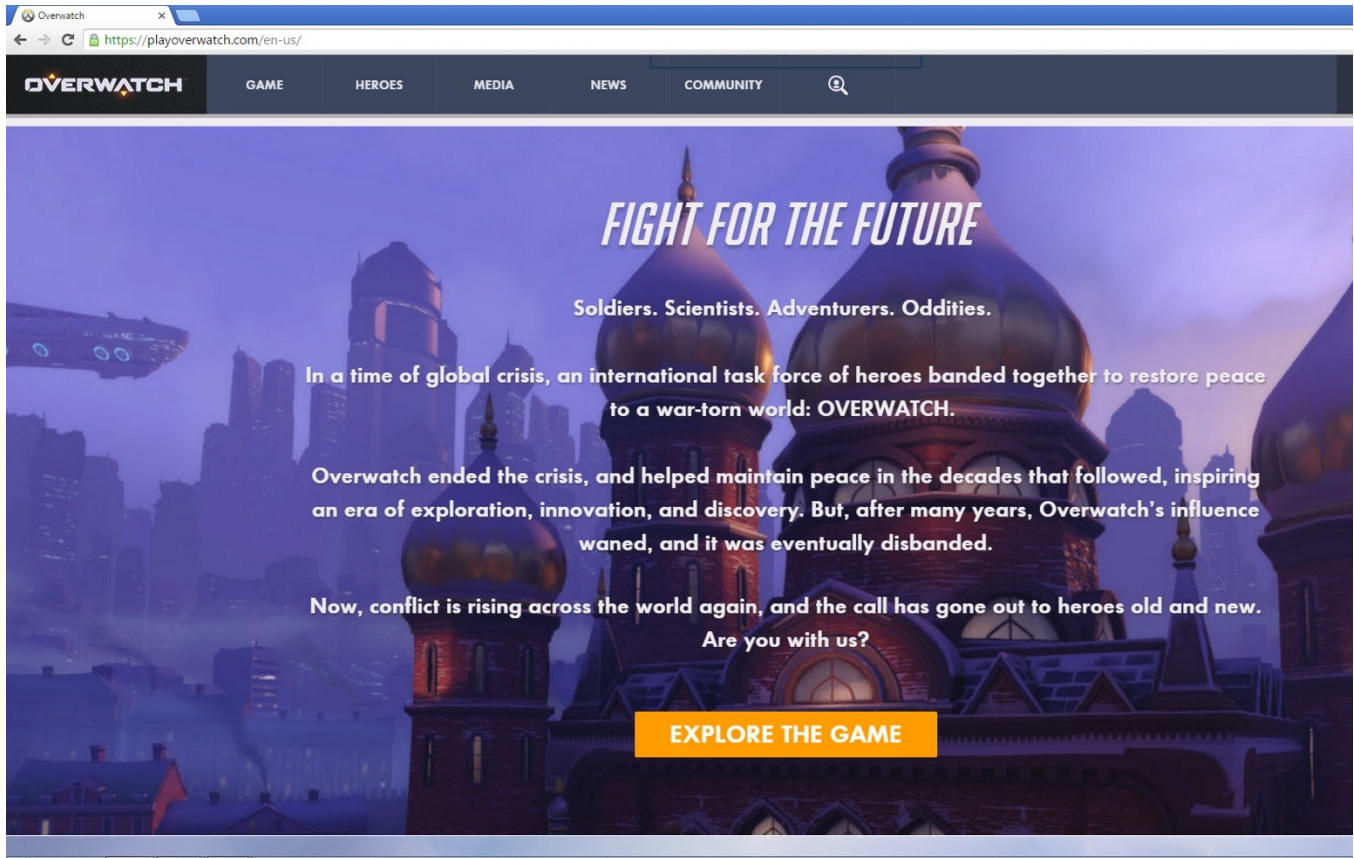 Overwatch
https://playoverwatch.com/en-us/
OVERWATCH GAME HEROES MEDIA NEWS COMMUNITY
FIGHT FOR THE FUTURE
Soldiers. Scientists. Adventurers. Oddities.
In a time of global crisis, an international task force of heroes banded together to restore peace
to a war-torn world: OVERWATCH.
Overwatch ended the crisis, and helped maintain peace in the decades that followed, inspiring
an era of exploration, innovation, and discovery. But, after many years, Overwatch’s influence
waned, and it was eventually disbanded.
Now, conflict is rising across the world again, and the call has gone out to heroes old and new.
Are you with us?
EXPLORE THE GAME